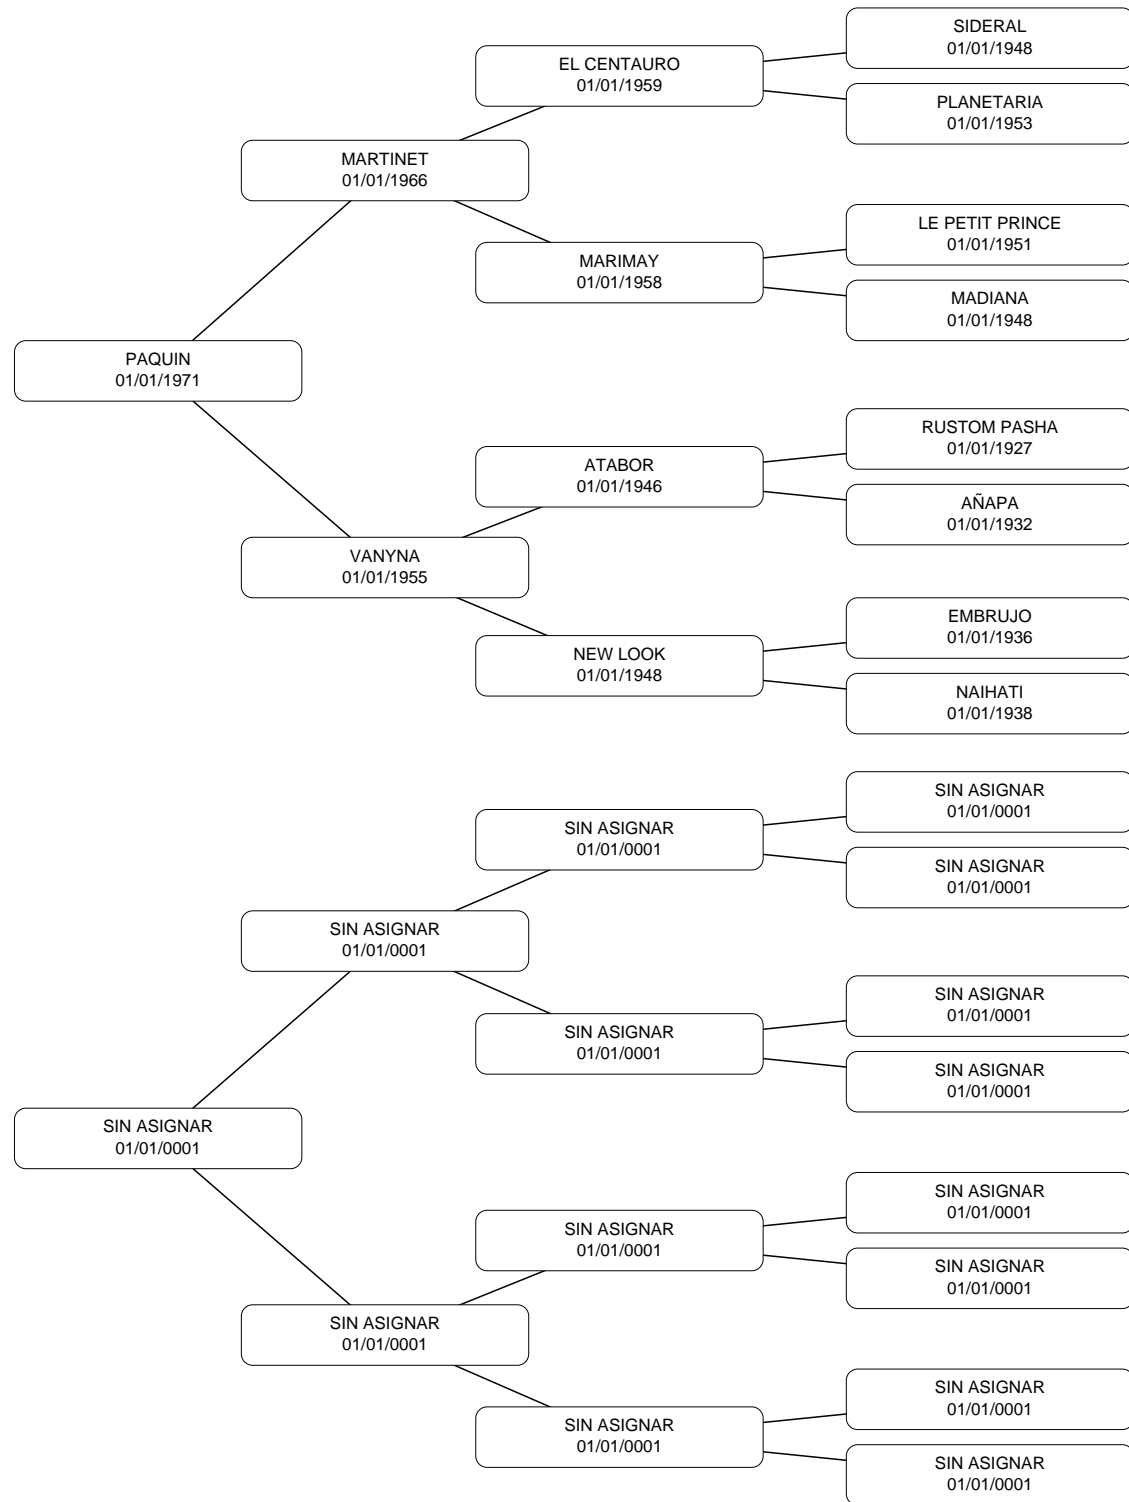 SIDERAL
01/01/1948
EL CENTAURO
01/01/1959
PLANETARIA
01/01/1953
MARTINET
01/01/1966
LE PETIT PRINCE
01/01/1951
MARIMAY
01/01/1958
MADIANA
01/01/1948
PAQUIN
01/01/1971
RUSTOM PASHA
01/01/1927
ATABOR
01/01/1946
AÑAPA
01/01/1932
VANYNA
01/01/1955
EMBRUJO
01/01/1936
NEW LOOK
01/01/1948
NAIHATI
01/01/1938
SIN ASIGNAR
01/01/0001
SIN ASIGNAR
01/01/0001
SIN ASIGNAR
01/01/0001
SIN ASIGNAR
01/01/0001
SIN ASIGNAR
01/01/0001
SIN ASIGNAR
01/01/0001
SIN ASIGNAR
01/01/0001
SIN ASIGNAR
01/01/0001
SIN ASIGNAR
01/01/0001
SIN ASIGNAR
01/01/0001
SIN ASIGNAR
01/01/0001
SIN ASIGNAR
01/01/0001
SIN ASIGNAR
01/01/0001
SIN ASIGNAR
01/01/0001
SIN ASIGNAR
01/01/0001